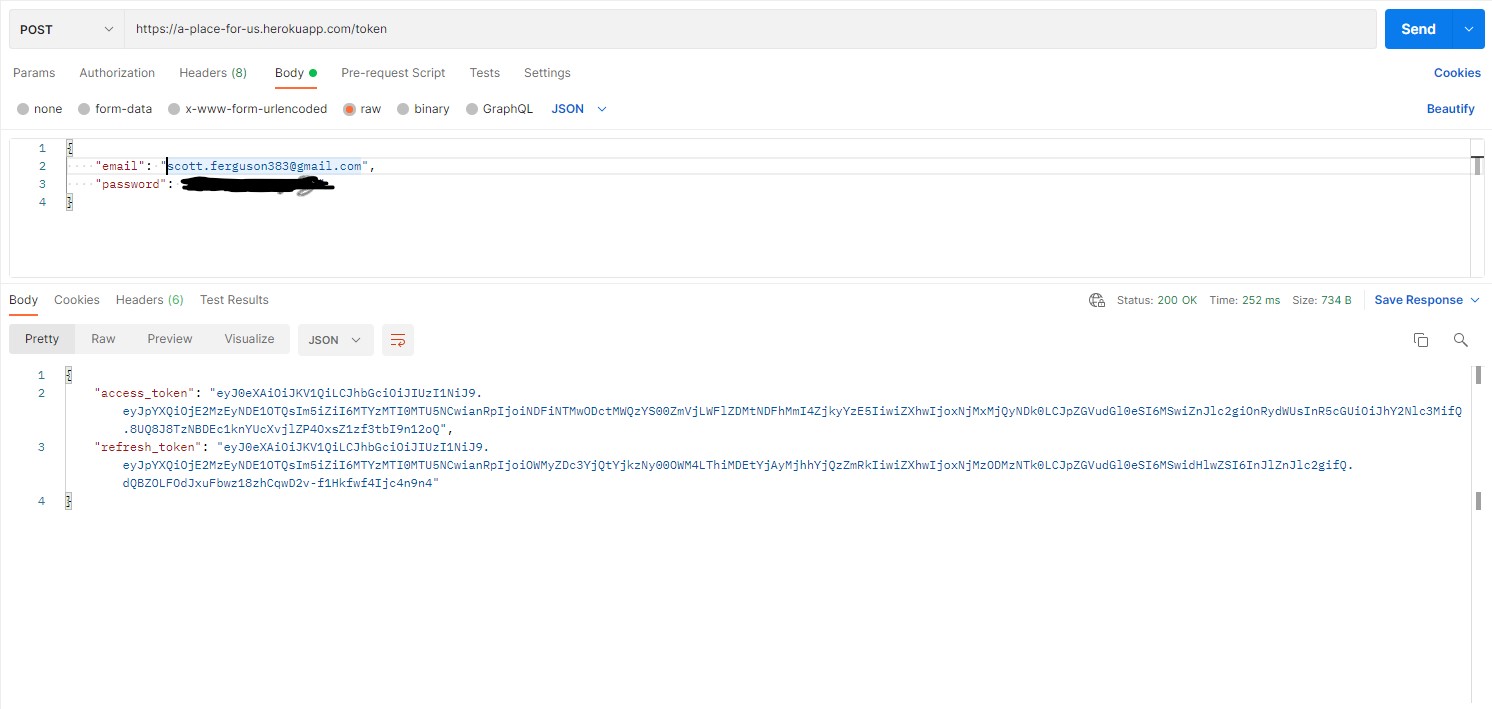 POST https://a-place-for-us.herokuapp.com/token Send
Params Authorization Headers (8) Body Pre-request Script Tests Settings Cookies
none form-data x-www-form-urlencoded raw binary GraphQL JSON Beautify
1 {
2 "email": "scott.ferguson383@gmail.com",
3 "password":
4 }
Body Cookies Headers (6) Test Results Status: 200 OK Time: 252 ms Size: 734 B Save Response
Pretty Raw Preview Visualize JSON
1 {
2 "access_token": "eyJ0eXAiOiJKV1QiLCJhbGciOiJIUzI1NiJ9.
eyJpYXQiOjE2MzEyNDE1OTQsIm5iZiI6MTYzMTI0MTU5NCwianRpIjoiNDFiNTMwODctMWQzYS00ZmVjLWFlZDMtNDFhMmI4ZjkyYzE5IiwiZXhwIjoxNjMxMjQyNDk0LCJpZGVudGl0eSI6MSwiZnJlc2giOnRydWUsInR5cGUiOiJhY2Nlc3MifQ
.8UQ8J8TzNBDEc1knYUcXvjlZP4OxsZ1zf3tbI9n12oQ",
3 "refresh_token": "eyJ0eXAiOiJKV1QiLCJhbGciOiJIUzI1NiJ9.
eyJpYXQiOjE2MzEyNDE1OTQsIm5iZiI6MTYzMTI0MTU5NCwianRpIjoiOWMyZDc3YjQtYjkzNy00OWM4LThiMDEtYjAyMjhhYjQzZmRkIiwiZXhwIjoxNjMzODMzNTk0LCJpZGVudGl0eSI6MSwidHlwZSI6InJlZnJlc2gifQ.
dQBZOLFOdJxuFbwz18zhCqwD2v-f1Hkfwf4Ijc4n9n4"
4 }